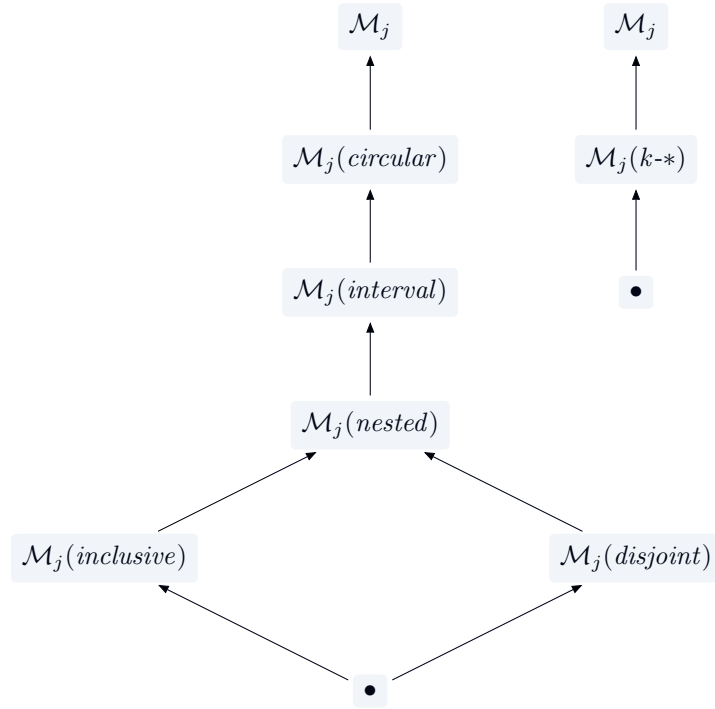 ℳ_j ℳ_j
ℳ_j(circular) ℳ_j(k-*)
ℳ_j(interval) •
ℳ_j(nested)
ℳ_j(inclusive) ℳ_j(disjoint)
•